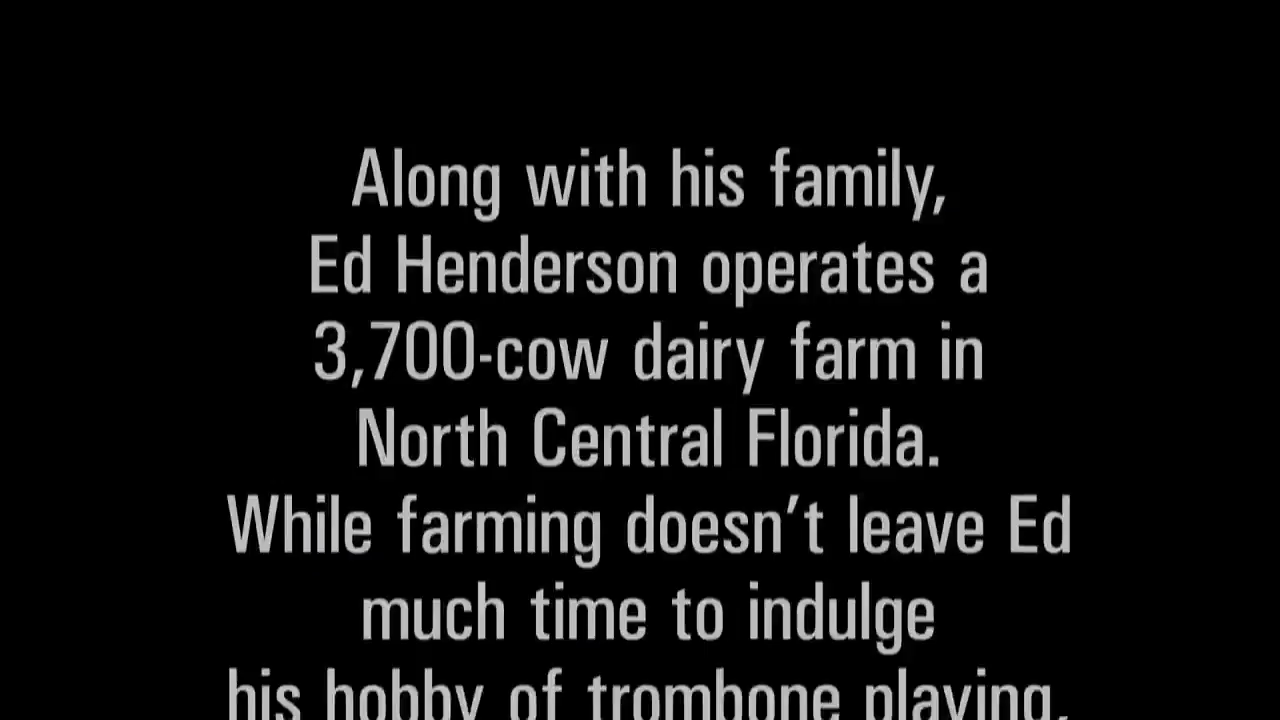 Along with his family,
Ed Henderson operates a
3,700-cow dairy farm in
North Central Florida.
While farming doesn’t leave Ed
much time to indulge
his hobby of trombone playing,